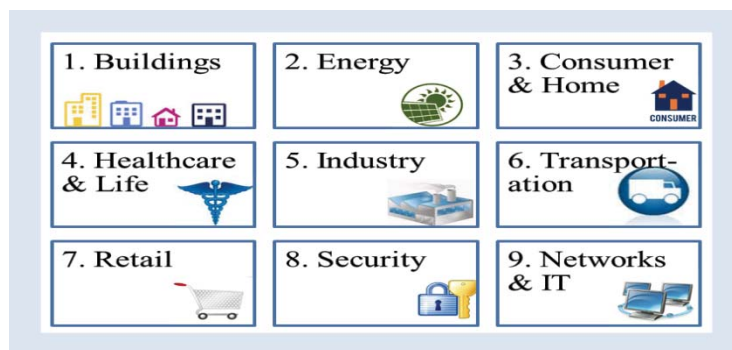 1. Buildings
2. Energy
3. Consumer
& Home
CONSUMER
4. Healthcare
& Life
5. Industry
6. Transport-
ation
7. Retail
8. Security
9. Networks
& IT